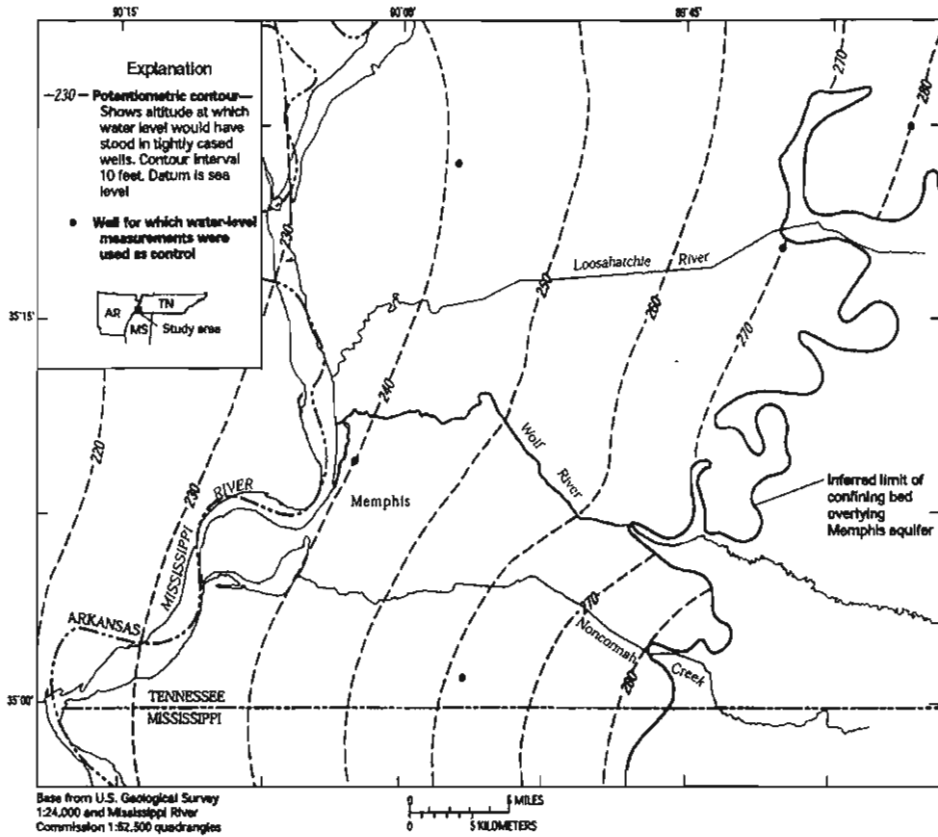 90°15'
90°08'
89°45'
Explanation
—230— Potentiometric contour—
Shows altitude at which
water level would have
stood in tightly cased
wells. Contour interval
10 feet. Datum is sea
level
• Well for which water-level
measurements were
used as control
AR
TN
MS
Study area
35°15'
35°00'
270
280
230
250
260
270
240
220
230
270
280
Loosahatchie River
Wolf River
Memphis
MISSISSIPPI RIVER
Inferred limit of
confining bed
overlying
Memphis aquifer
ARKANSAS
Nonconnah Creek
TENNESSEE
MISSISSIPPI
Base from U.S. Geological Survey
1:24,000 and Mississippi River
Commission 1:62,500 quadrangles
0 5 MILES
0 5 KILOMETERS